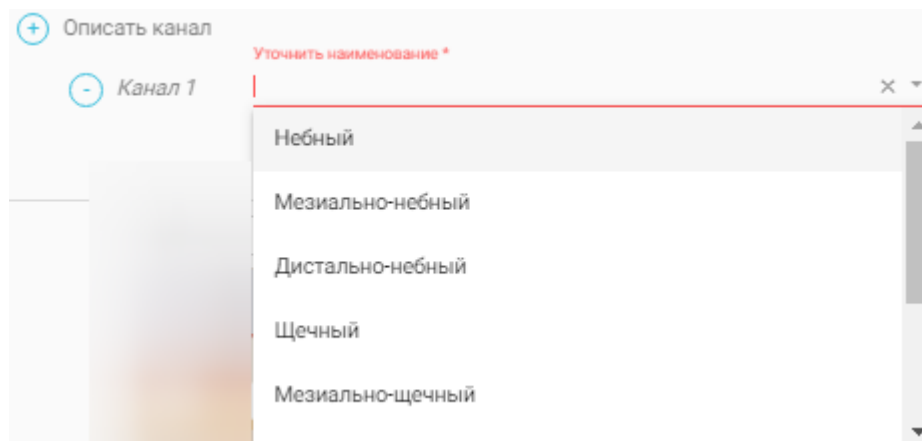 + Описать канал
Уточнить наименование *
- Канал 1
Небный
Мезиально-небный
Дистально-небный
Щечный
Мезиально-щечный